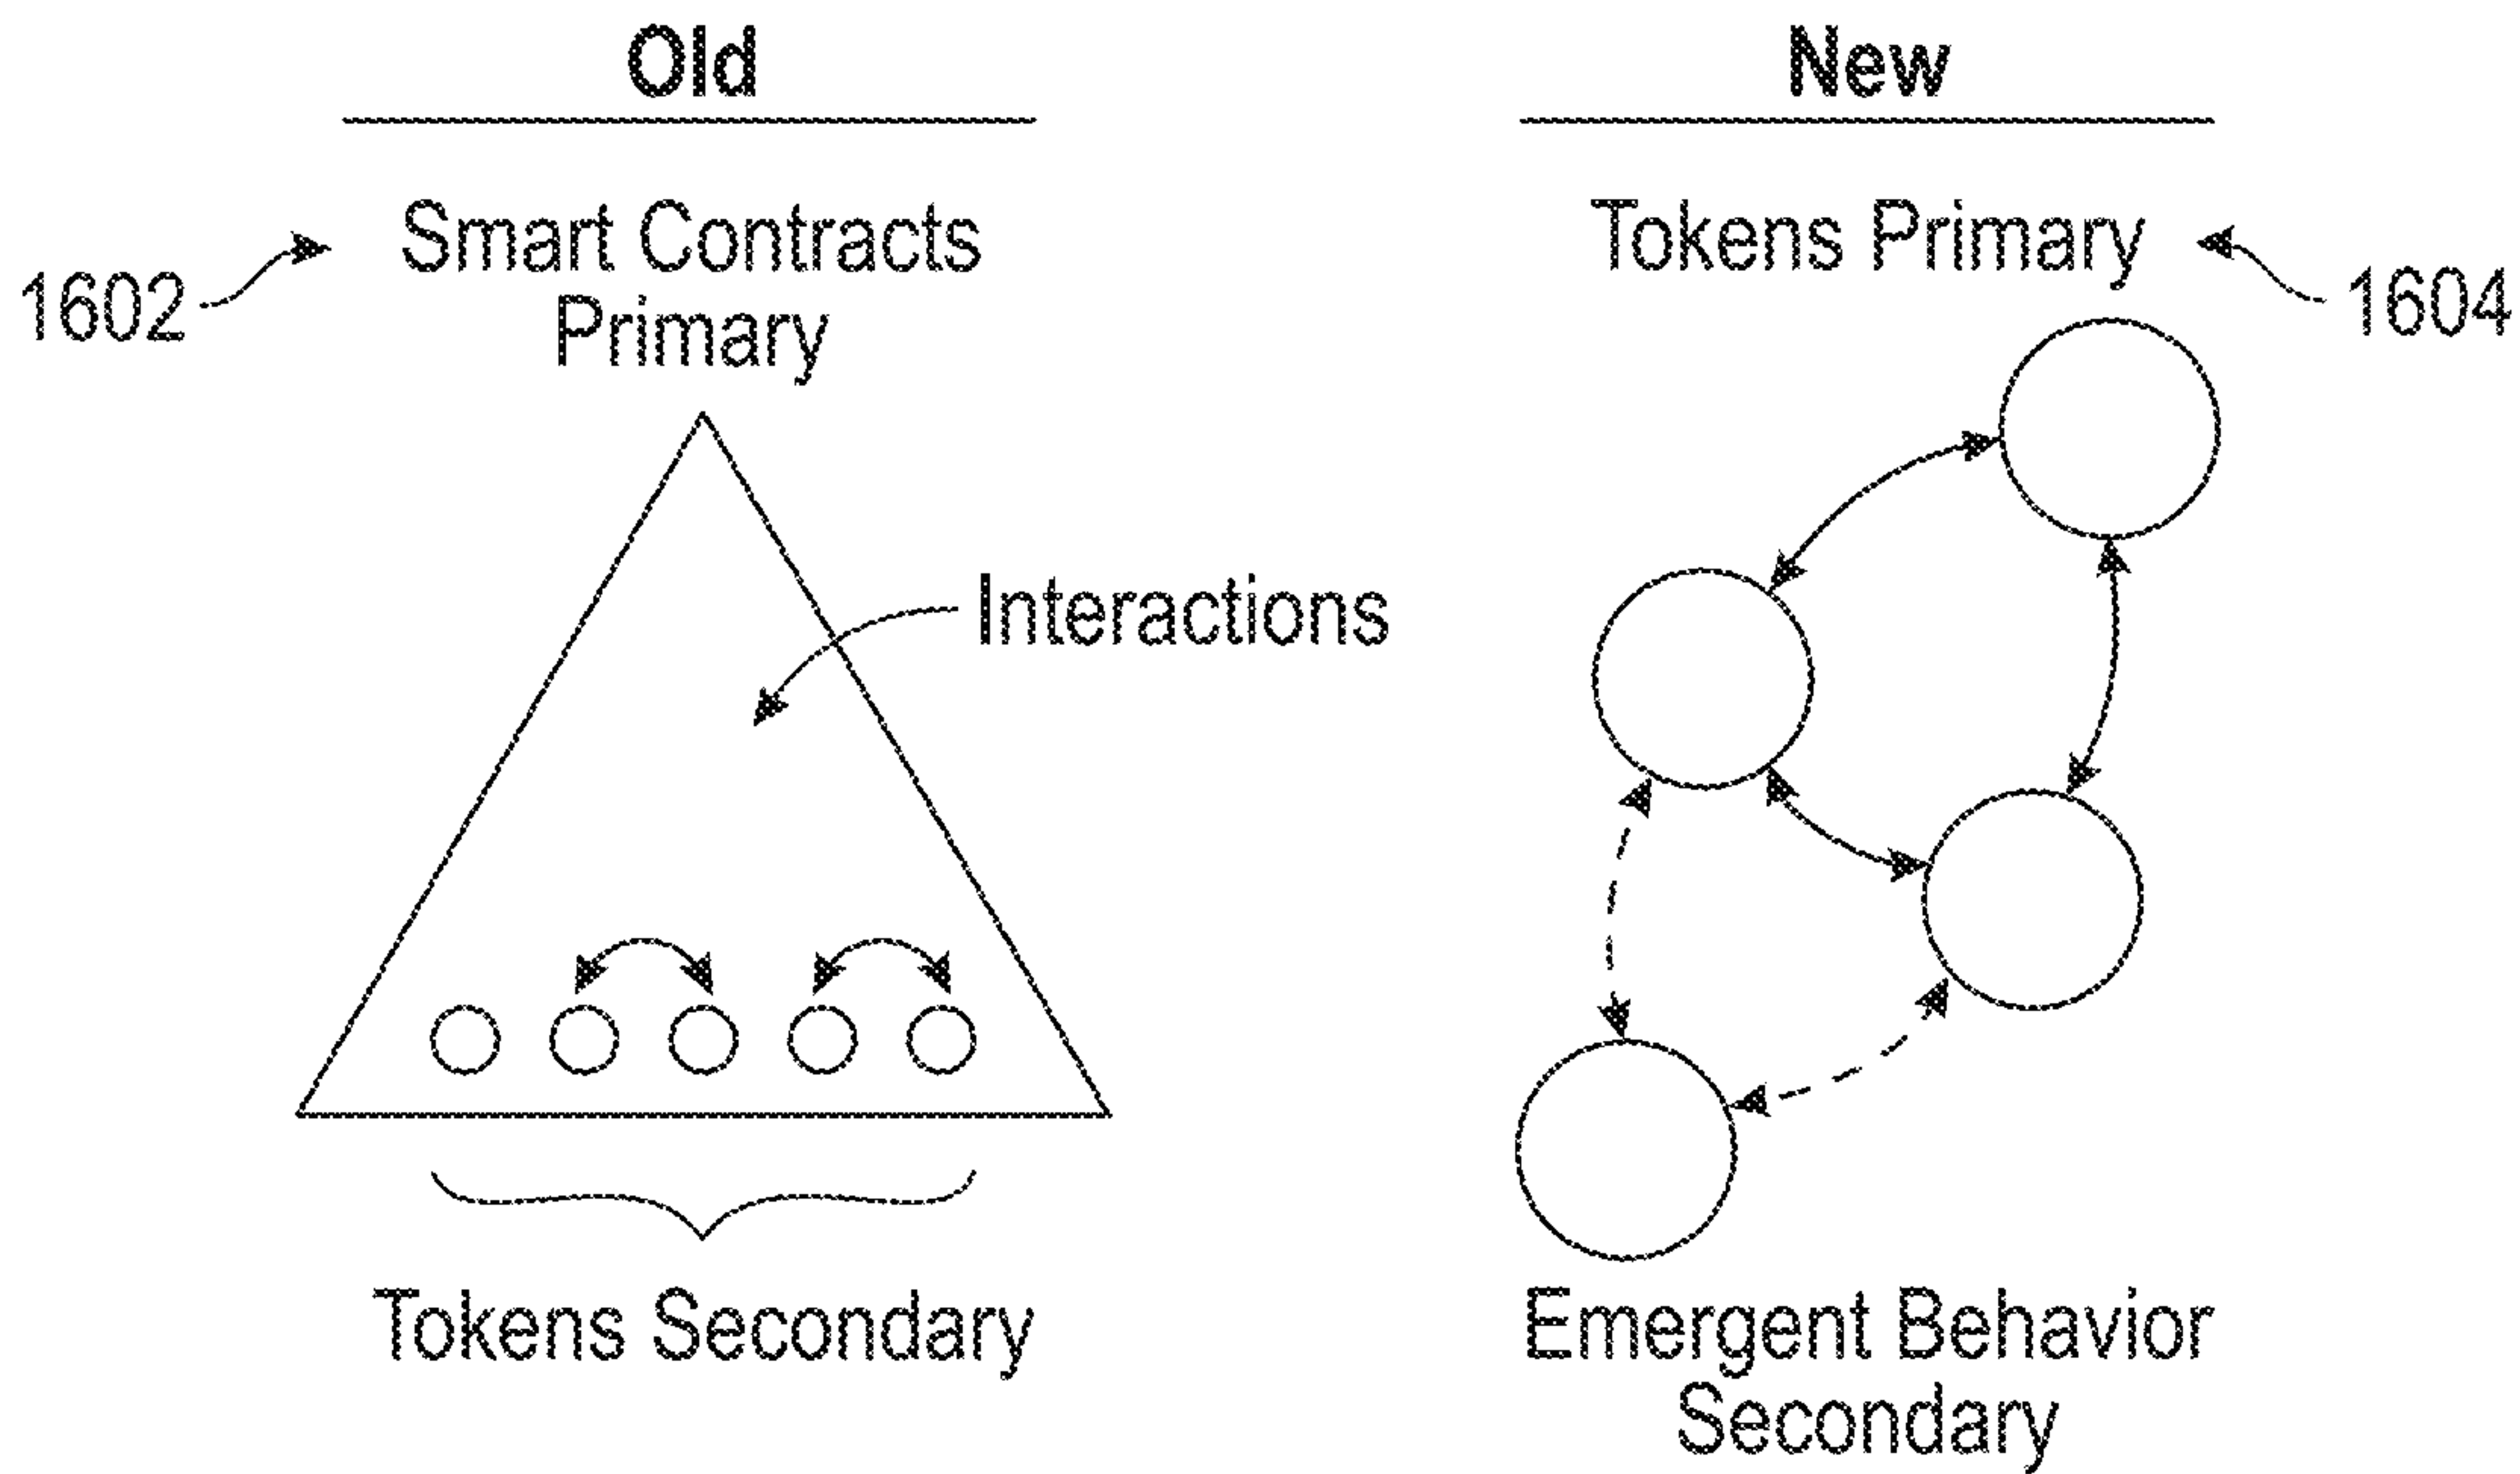 Old
Smart Contracts
Primary
1602
Interactions
Tokens Secondary
New
Tokens Primary
1604
Emergent Behavior
Secondary